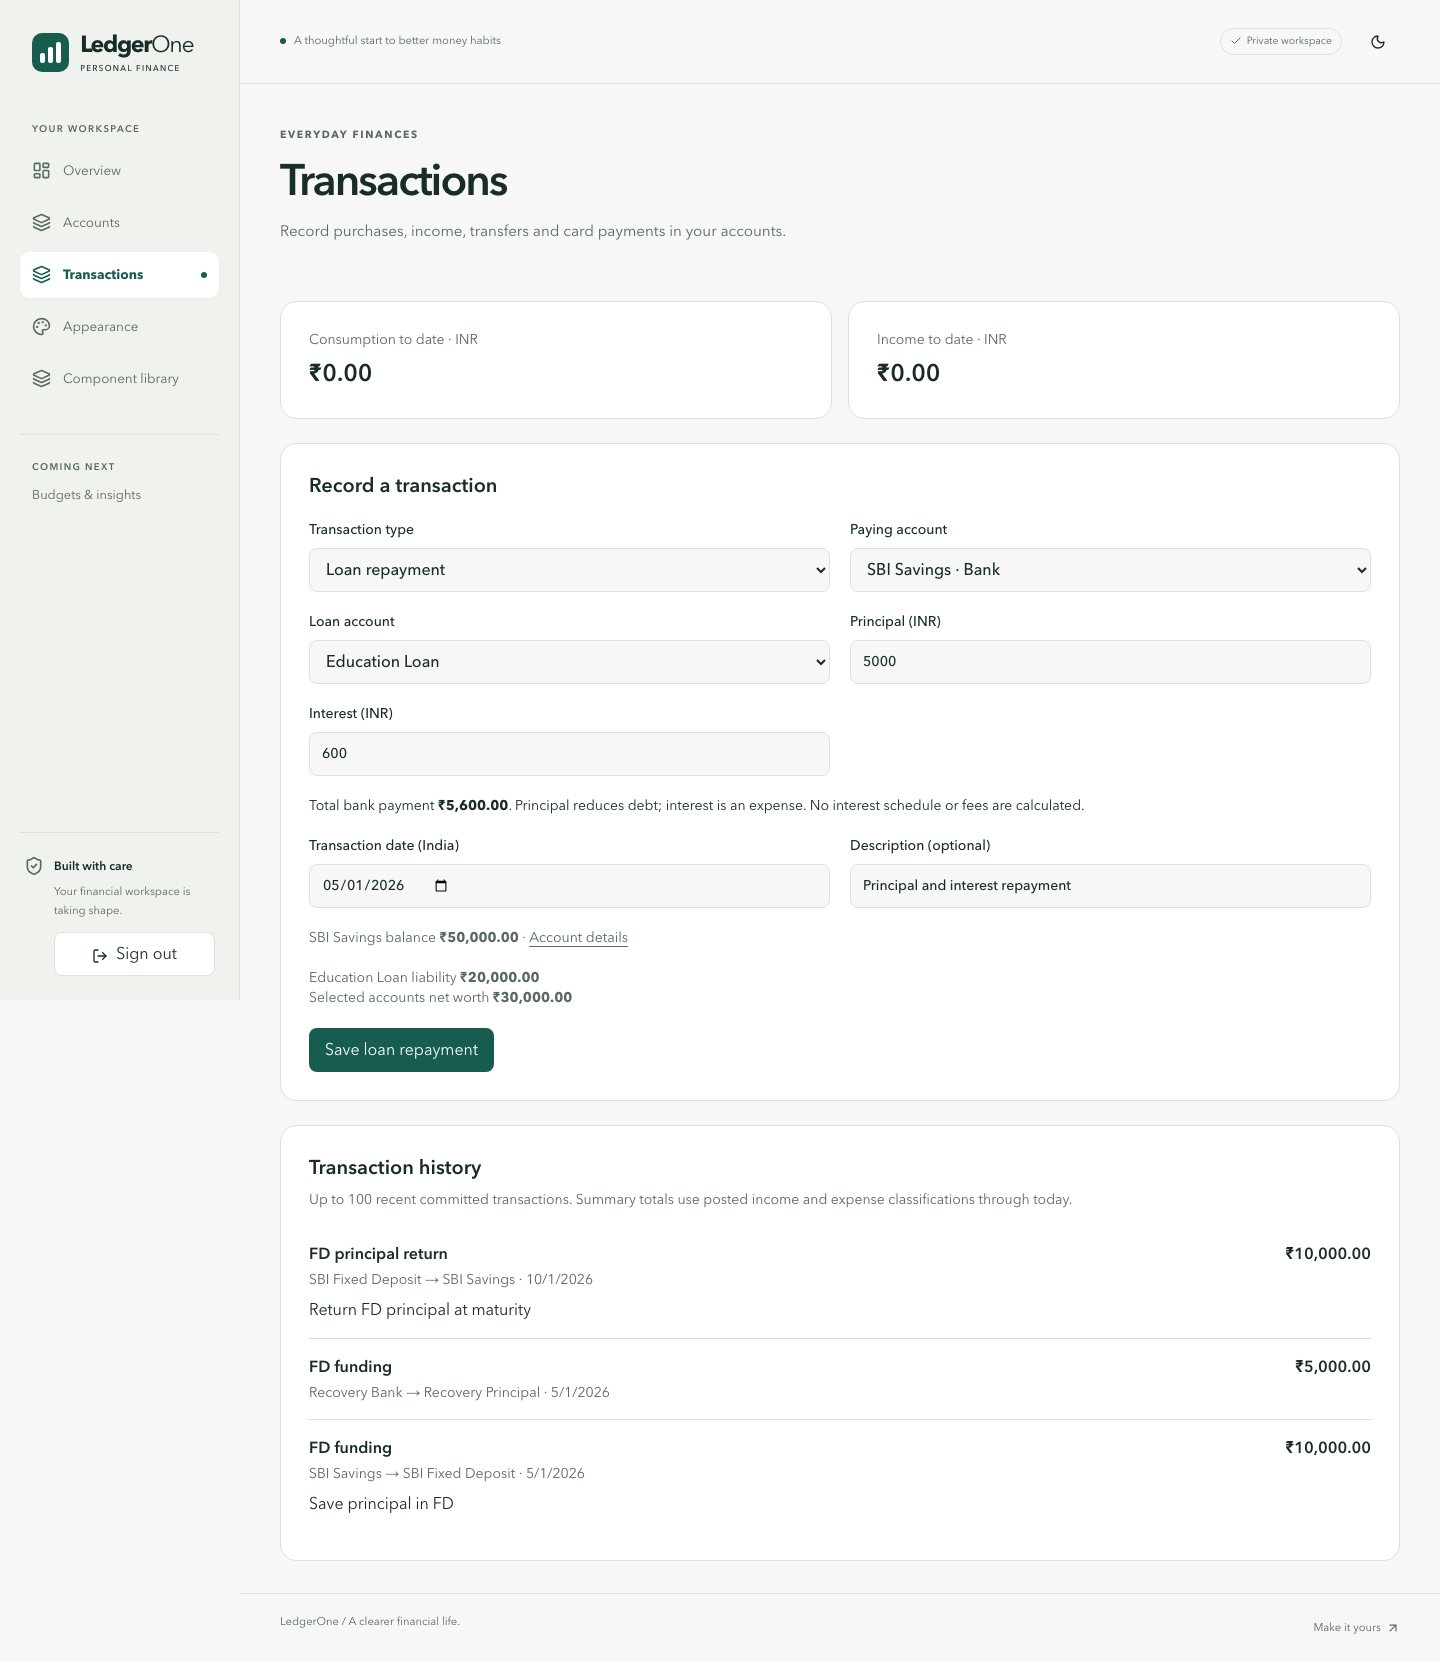 LedgerOne
PERSONAL FINANCE
YOUR WORKSPACE
Overview
Accounts
Transactions
Appearance
Component library
COMING NEXT
Budgets & insights
Built with care
Your financial workspace is
taking shape.
Sign out
A thoughtful start to better money habits
Private workspace
EVERYDAY FINANCES
Transactions
Record purchases, income, transfers and card payments in your accounts.
Consumption to date · INR
₹0.00
Income to date · INR
₹0.00
Record a transaction
Transaction type
Loan repayment
Paying account
SBI Savings · Bank
Loan account
Education Loan
Principal (INR)
5000
Interest (INR)
600
Total bank payment ₹5,600.00. Principal reduces debt; interest is an expense. No interest schedule or fees are calculated.
Transaction date (India)
05/01/2026
Description (optional)
Principal and interest repayment
SBI Savings balance ₹50,000.00 · Account details
Education Loan liability ₹20,000.00
Selected accounts net worth ₹30,000.00
Save loan repayment
Transaction history
Up to 100 recent committed transactions. Summary totals use posted income and expense classifications through today.
FD principal return ₹10,000.00
SBI Fixed Deposit → SBI Savings · 10/1/2026
Return FD principal at maturity
FD funding ₹5,000.00
Recovery Bank → Recovery Principal · 5/1/2026
FD funding ₹10,000.00
SBI Savings → SBI Fixed Deposit · 5/1/2026
Save principal in FD
LedgerOne / A clearer financial life.
Make it yours